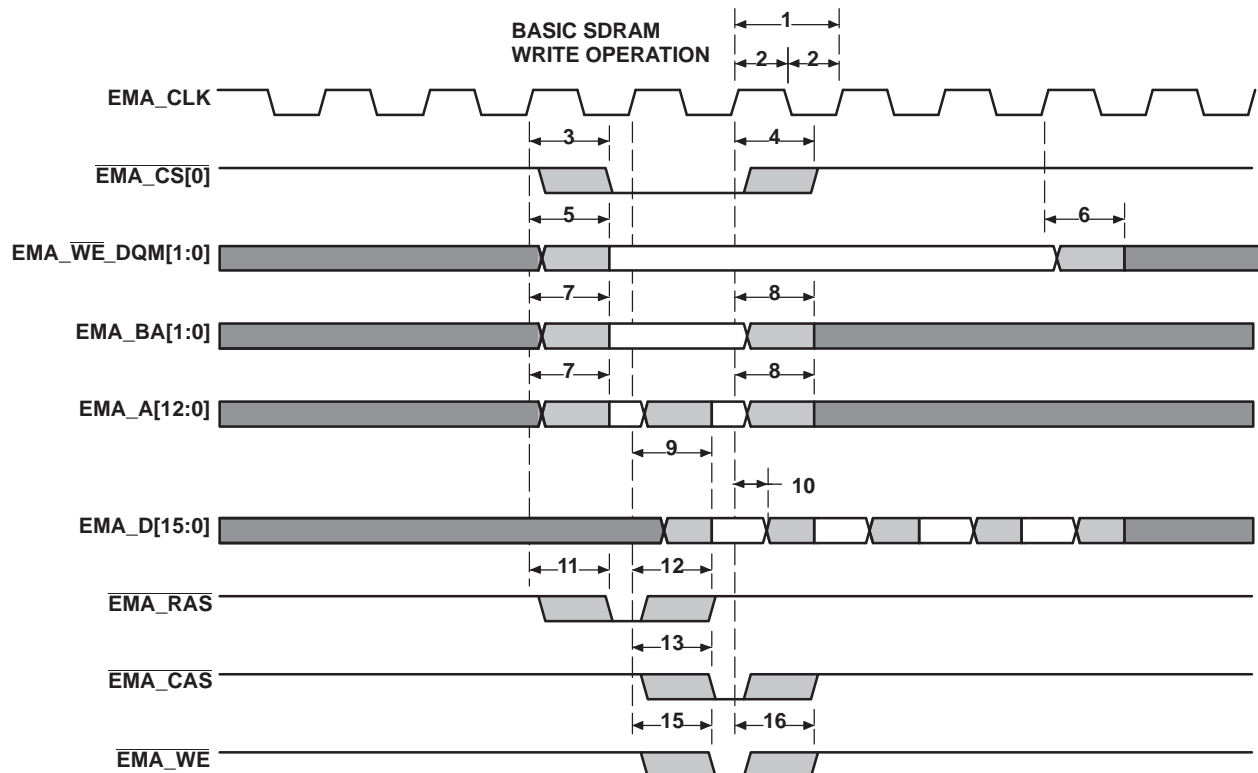 BASIC SDRAM
WRITE OPERATION
1
2 2
EMA_CLK
3 4
EMA_CS[0]
5 6
EMA_WE_DQM[1:0]
7 8
EMA_BA[1:0]
7 8
EMA_A[12:0]
9
10
EMA_D[15:0]
11 12
EMA_RAS
13
EMA_CAS
15 16
EMA_WE